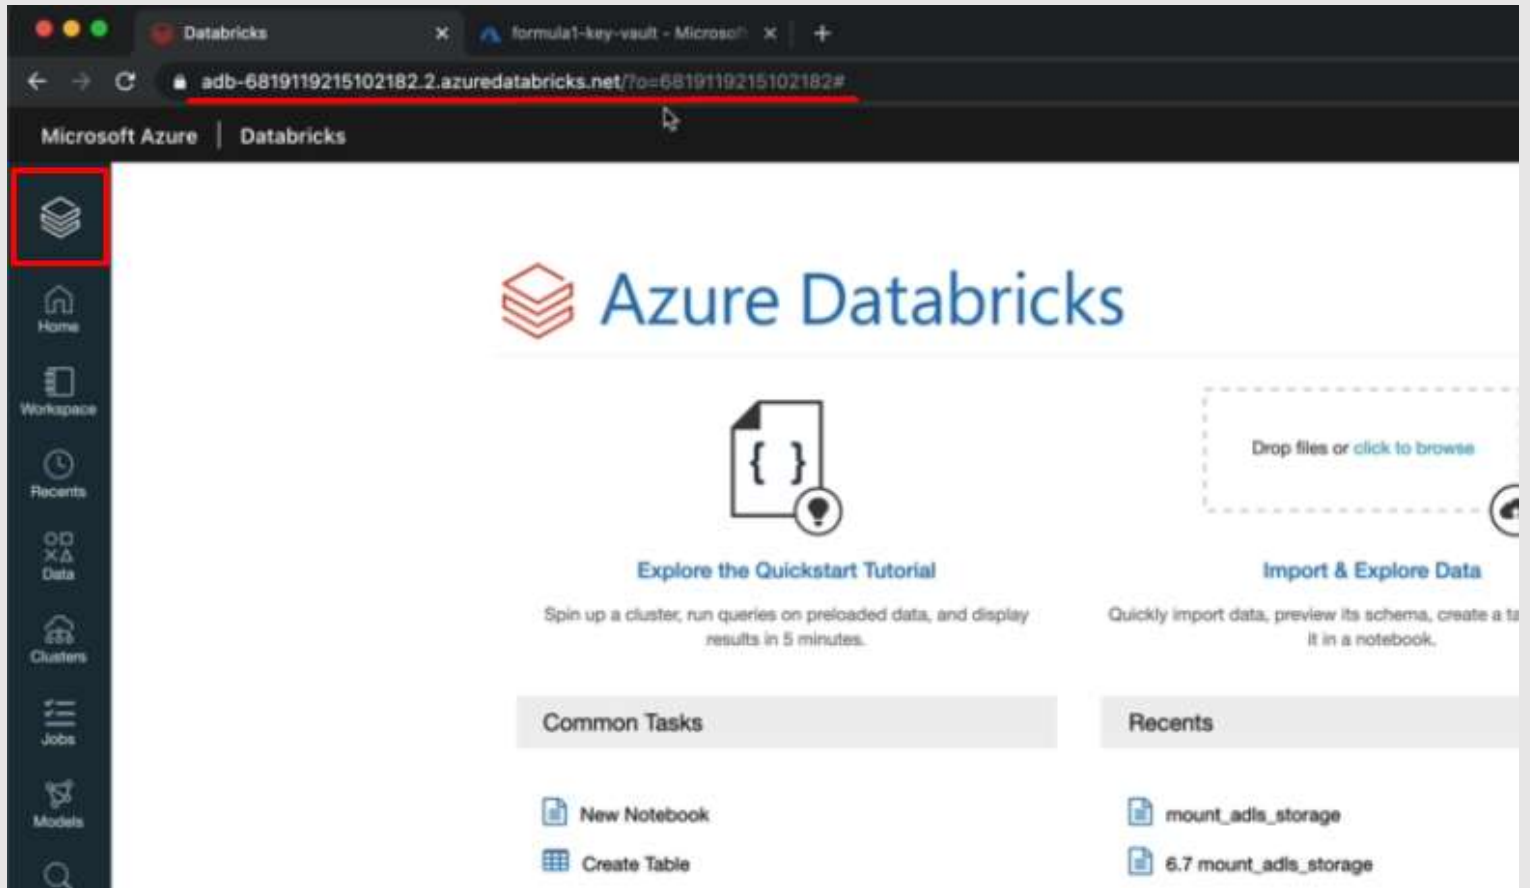 Databricks
formula1-key-vault - Microsoft
adb-6819119215102182.2.azuredatabricks.net/?o=6819119215102182#
Microsoft Azure | Databricks
Home
Workspace
Recents
Data
Clusters
Jobs
Models
Azure Databricks
{ }
Drop files or click to browse
Explore the Quickstart Tutorial
Spin up a cluster, run queries on preloaded data, and display
results in 5 minutes.
Import & Explore Data
Quickly import data, preview its schema, create a ta
it in a notebook.
Common Tasks
New Notebook
Create Table
Recents
mount_adls_storage
6.7 mount_adls_storage